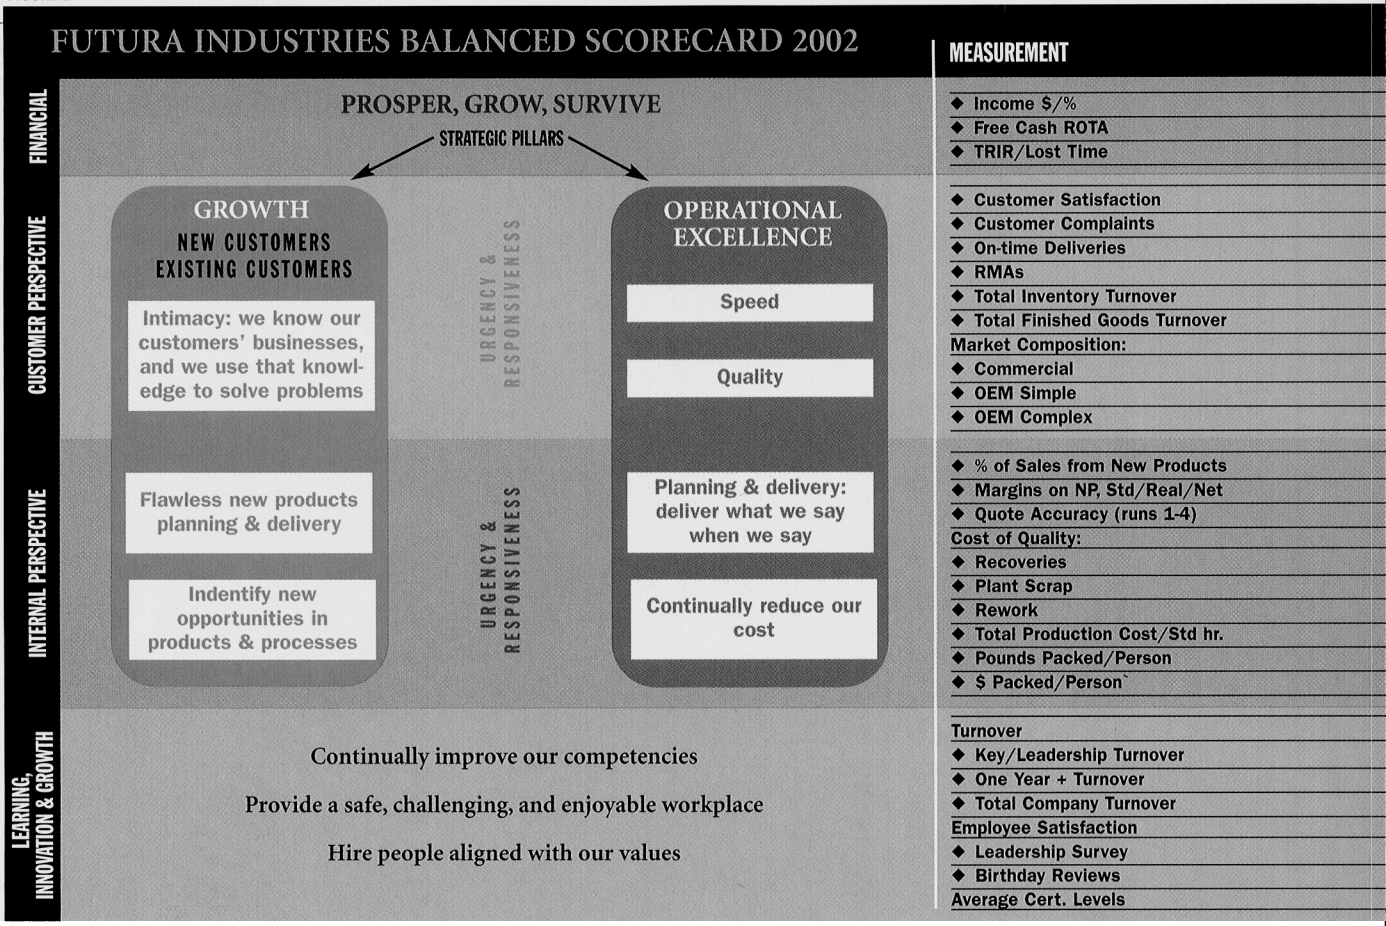 FUTURA INDUSTRIES BALANCED SCORECARD 2002
MEASUREMENT
FINANCIAL
PROSPER, GROW, SURVIVE
STRATEGIC PILLARS
◆ Income $/%
◆ Free Cash ROTA
◆ TRIR/Lost Time
CUSTOMER PERSPECTIVE
GROWTH
NEW CUSTOMERS
EXISTING CUSTOMERS
Intimacy: we know our
customers' businesses,
and we use that knowl-
edge to solve problems
URGENCY &
RESPONSIVENESS
OPERATIONAL
EXCELLENCE
Speed
Quality
◆ Customer Satisfaction
◆ Customer Complaints
◆ On-time Deliveries
◆ RMAs
◆ Total Inventory Turnover
◆ Total Finished Goods Turnover
Market Composition:
◆ Commercial
◆ OEM Simple
◆ OEM Complex
INTERNAL PERSPECTIVE
Flawless new products
planning & delivery
Indentify new
opportunities in
products & processes
URGENCY &
RESPONSIVENESS
Planning & delivery:
deliver what we say
when we say
Continually reduce our
cost
◆ % of Sales from New Products
◆ Margins on NP, Std/Real/Net
◆ Quote Accuracy (runs 1-4)
Cost of Quality:
◆ Recoveries
◆ Plant Scrap
◆ Rework
◆ Total Production Cost/Std hr.
◆ Pounds Packed/Person
◆ $ Packed/Person`
LEARNING,
INNOVATION & GROWTH
Continually improve our competencies
Provide a safe, challenging, and enjoyable workplace
Hire people aligned with our values
Turnover
◆ Key/Leadership Turnover
◆ One Year + Turnover
◆ Total Company Turnover
Employee Satisfaction
◆ Leadership Survey
◆ Birthday Reviews
Average Cert. Levels